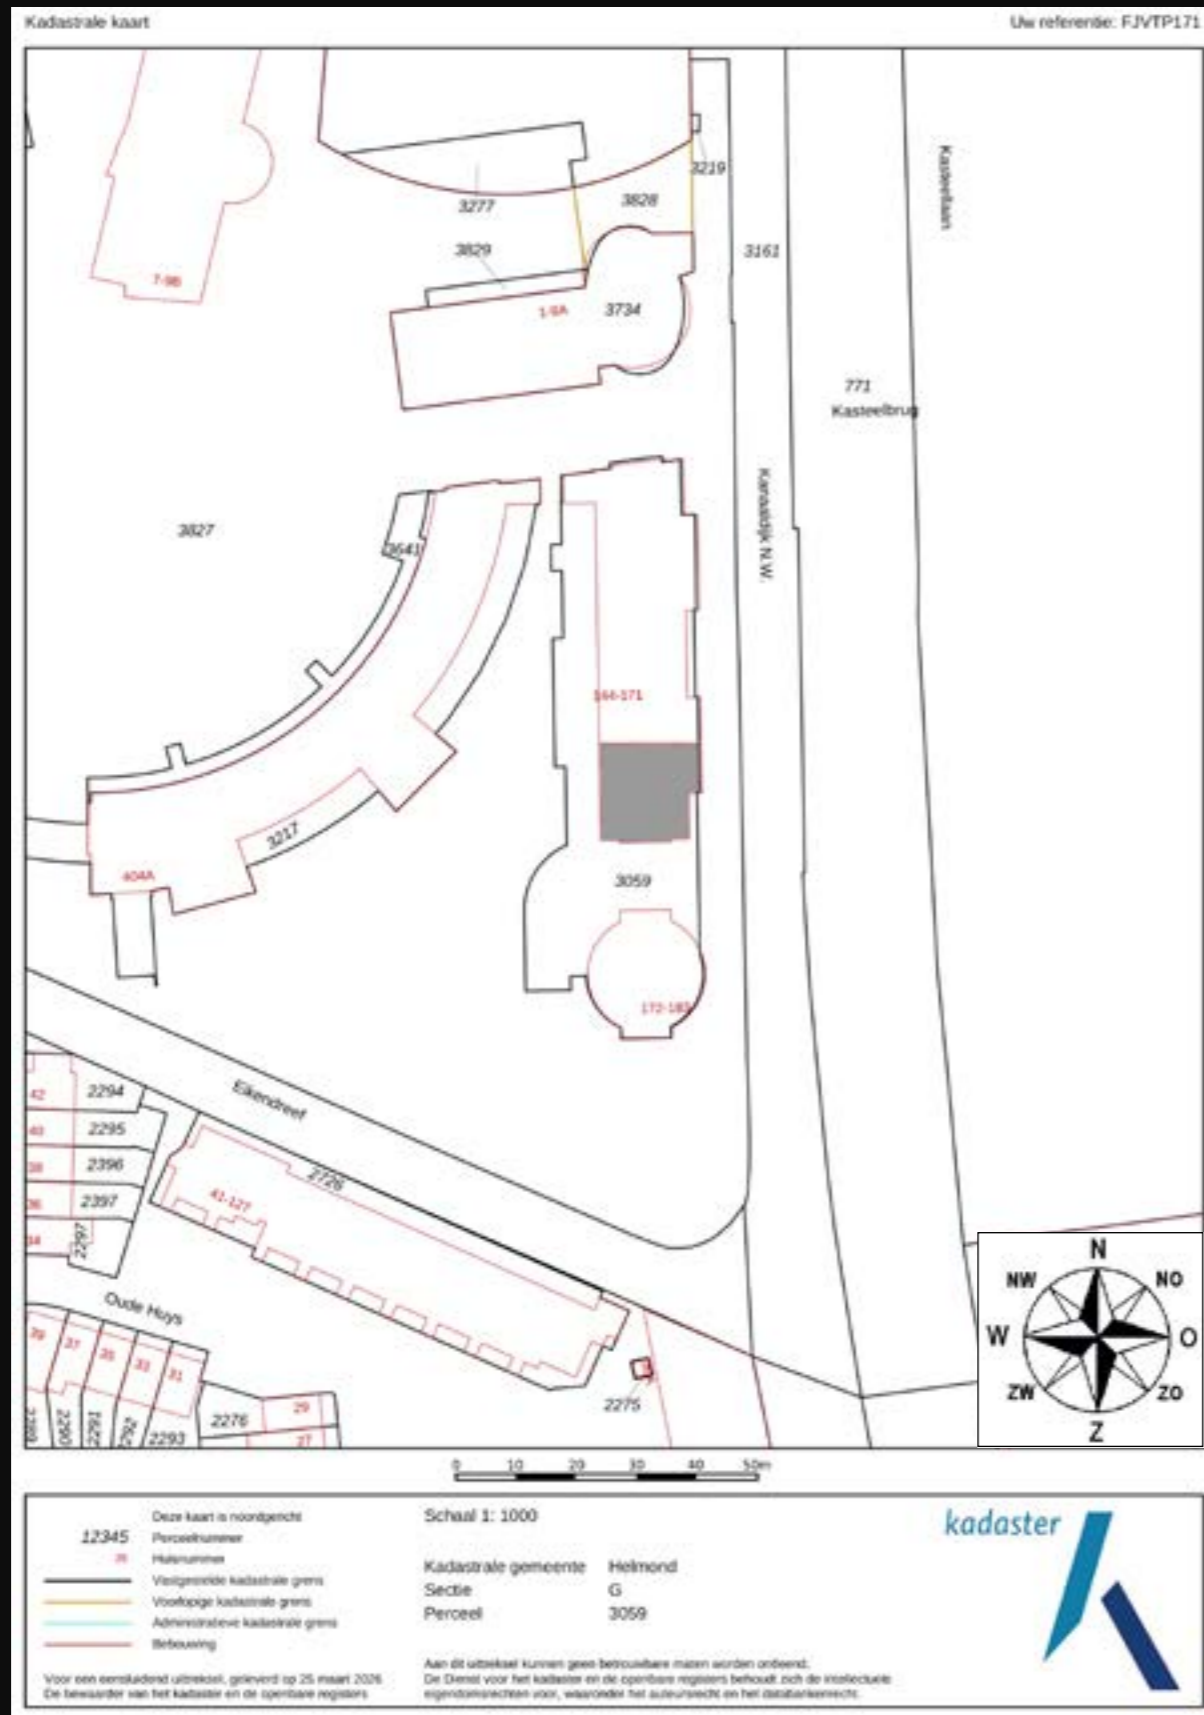 Kadastrale kaart
Uw referentie: FJVTP171
Kasteellaan
3219
3277
3828
3829
3161
7-9B
1-9A
3734
771
Kasteelbrug
Kanaaldijk N.W.
3827
3641
164-171
3217
404A
3059
172-183
Eikendreef
42
2294
40
2295
38
2396
2726
36
2397
41-127
34
2297
Oude Huys
39
37
35
33
31
2275
2289
2290
2291
2292
2293
2276
29
27
N
NW
NO
W
O
ZW
ZO
Z
0 10 20 30 40 50m
Deze kaart is noordgericht
12345 Perceelnummer
Huisnummer
Vastgestelde kadastrale grens
Voorlopige kadastrale grens
Administratieve kadastrale grens
Bebouwing
Voor een eensluidend uittreksel, geleverd op 25 maart 2026
De bewaarder van het kadaster en de openbare registers
Schaal 1: 1000
Kadastrale gemeente Helmond
Sectie G
Perceel 3059
Aan dit uittreksel kunnen geen betrouwbare maten worden ontleend.
De Dienst voor het kadaster en de openbare registers behoudt zich de intellectuele
eigendomsrechten voor, waaronder het auteursrecht en het databankenrecht.
kadaster